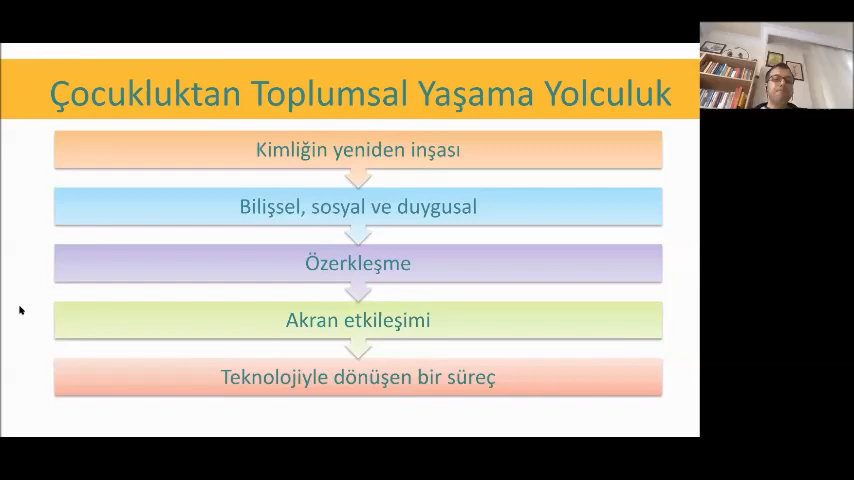 Çocukluktan Toplumsal Yaşama Yolculuk
Kimliğin yeniden inşası
Bilişsel, sosyal ve duygusal
Özerkleşme
Akran etkileşimi
Teknolojiyle dönüşen bir süreç